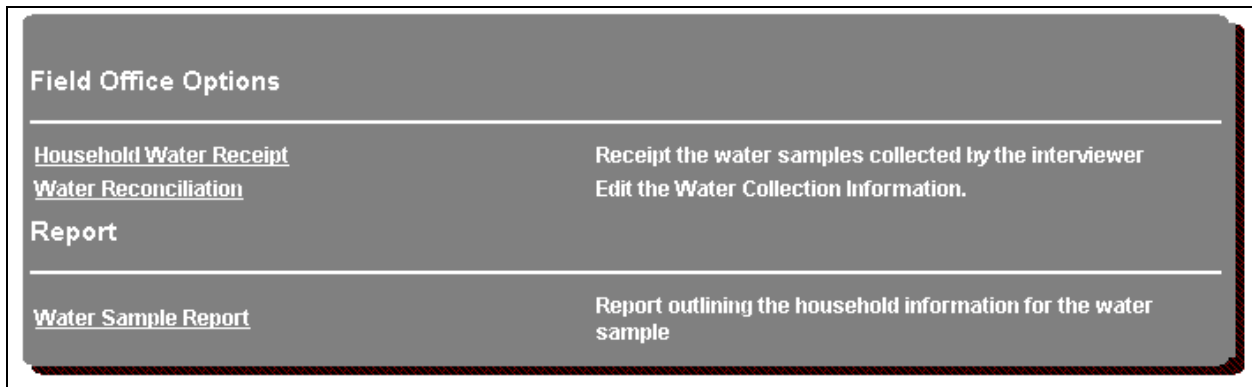 Field Office Options
Household Water Receipt Receipt the water samples collected by the interviewer
Water Reconciliation Edit the Water Collection Information.
Report
Water Sample Report Report outlining the household information for the water
sample